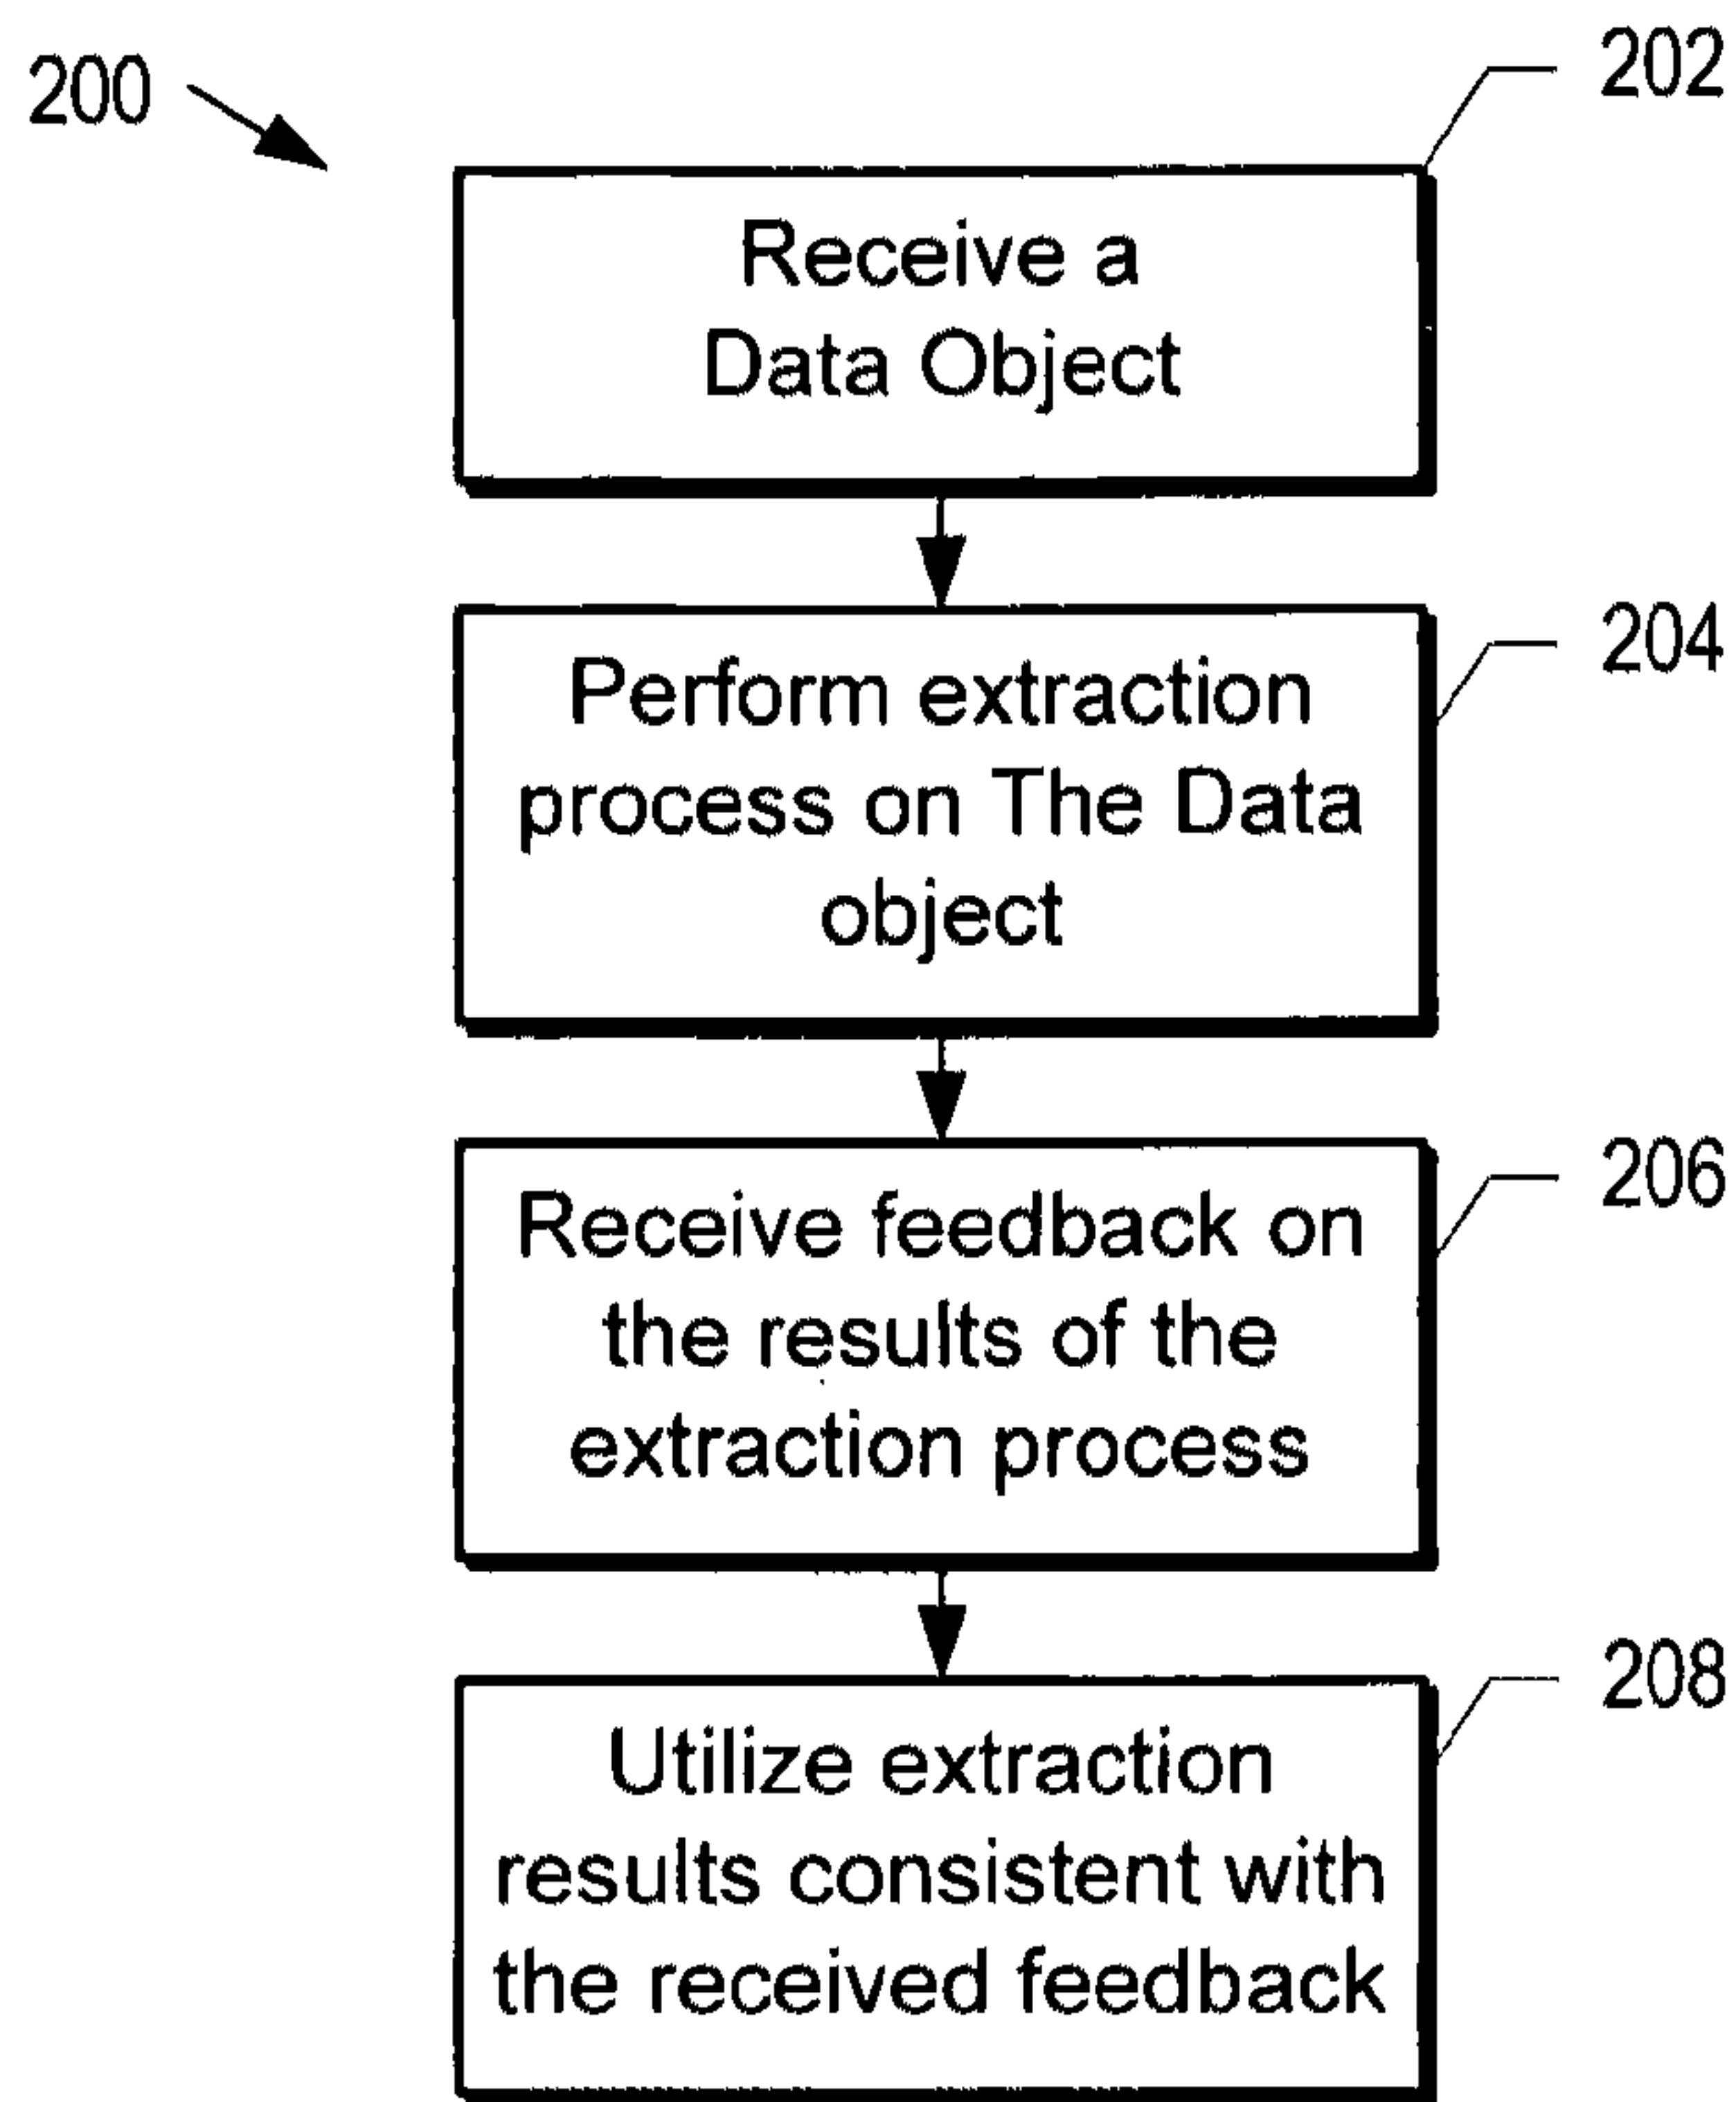 200
202
Receive a
Data Object
204
Perform extraction
process on The Data
object
206
Receive feedback on
the results of the
extraction process
208
Utilize extraction
results consistent with
the received feedback